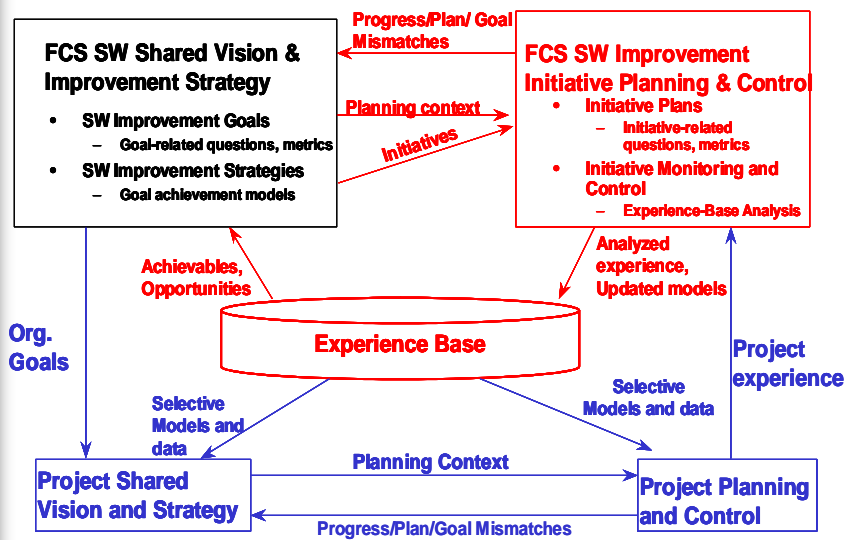 Progress/Plan/ Goal
Mismatches
FCS SW Shared Vision &
Improvement Strategy
• SW Improvement Goals
– Goal-related questions, metrics
• SW Improvement Strategies
– Goal achievement models
Planning context
Initiatives
FCS SW Improvement
Initiative Planning & Control
• Initiative Plans
– Initiative-related
questions, metrics
• Initiative Monitoring and
Control
– Experience-Base Analysis
Achievables,
Opportunities
Analyzed
experience,
Updated models
Experience Base
Org.
Goals
Project
experience
Selective
Models and
data
Selective
Models and data
Planning Context
Project Shared
Vision and Strategy
Project Planning
and Control
Progress/Plan/Goal Mismatches